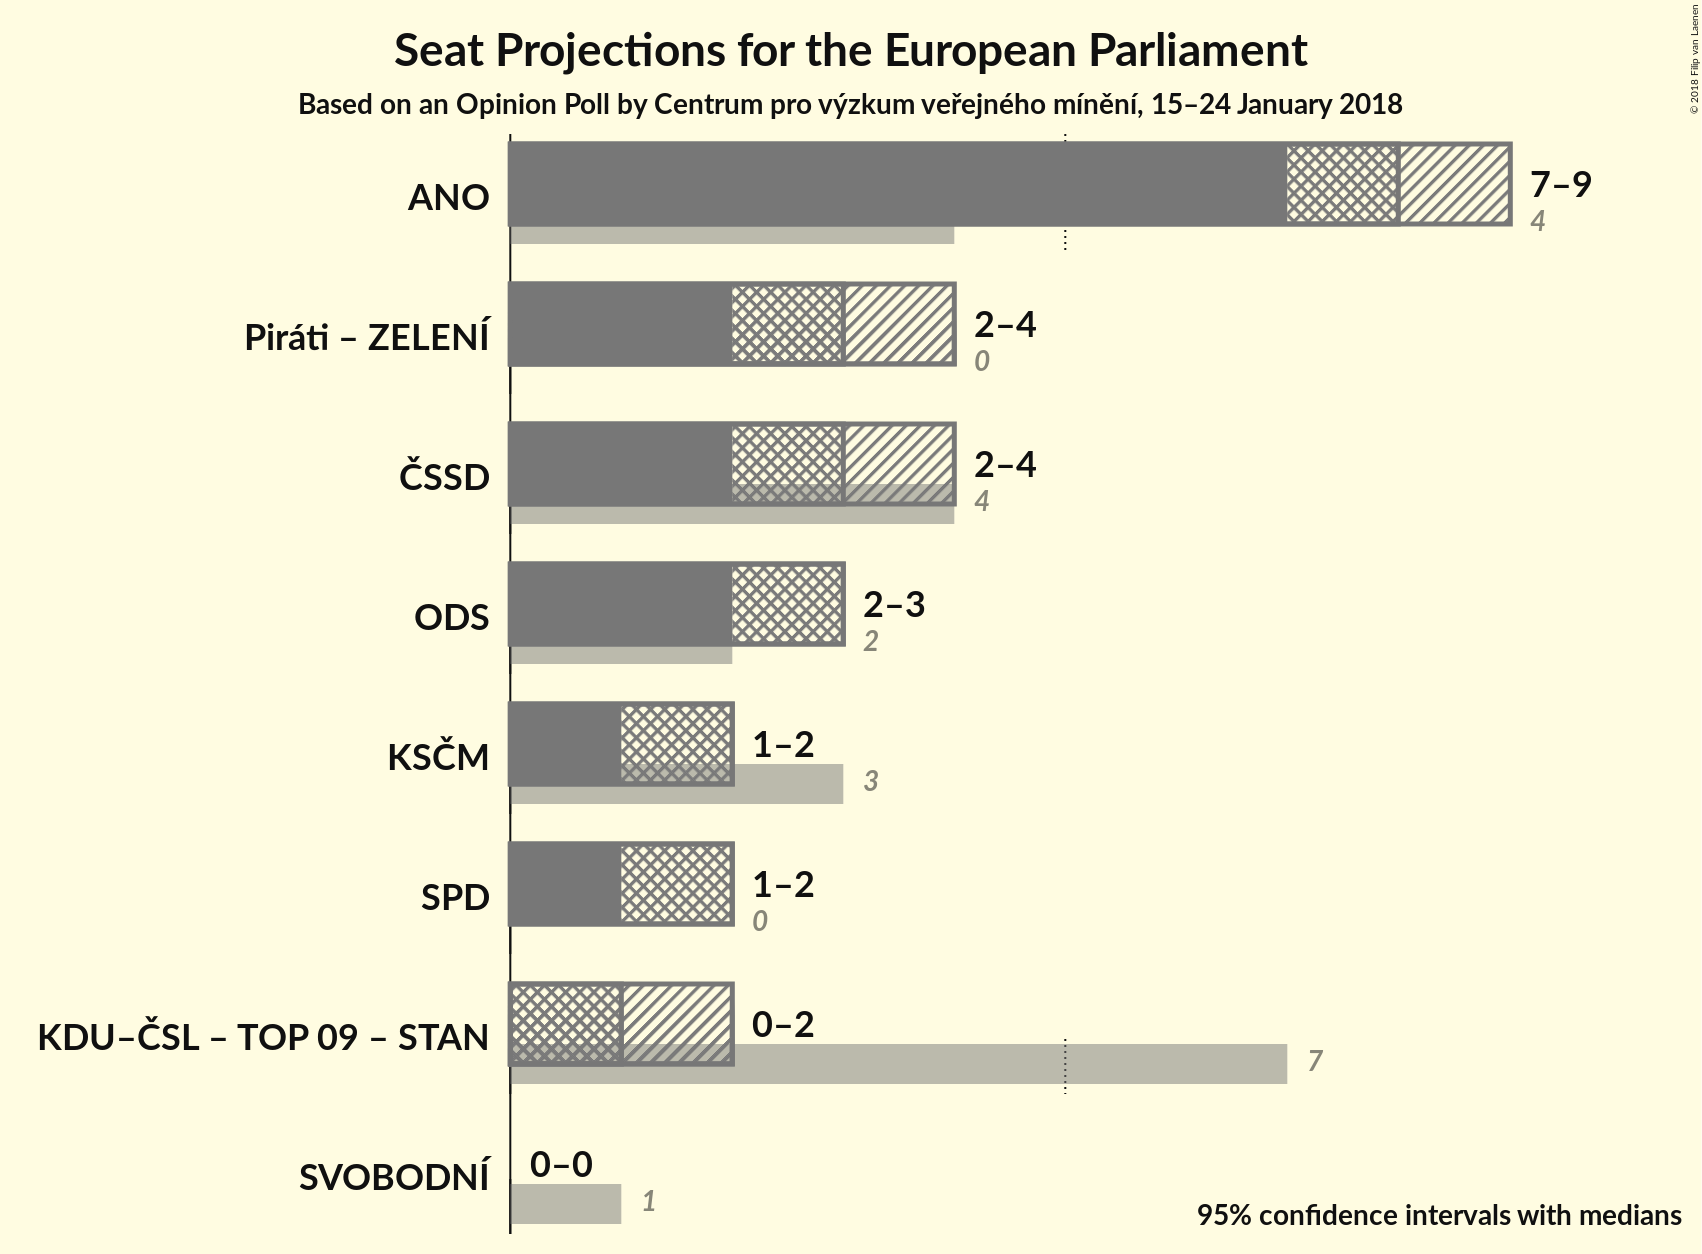 Seat Projections for the European Parliament
Based on an Opinion Poll by Centrum pro výzkum veřejného mínění, 15–24 January 2018
© 2018 Filip van Laenen
ANO
7–9
4
Piráti – ZELENÍ
2–4
0
ČSSD
2–4
4
ODS
2–3
2
KSČM
1–2
3
SPD
1–2
0
KDU–ČSL – TOP 09 – STAN
0–2
7
SVOBODNÍ
0–0
1
95% confidence intervals with medians